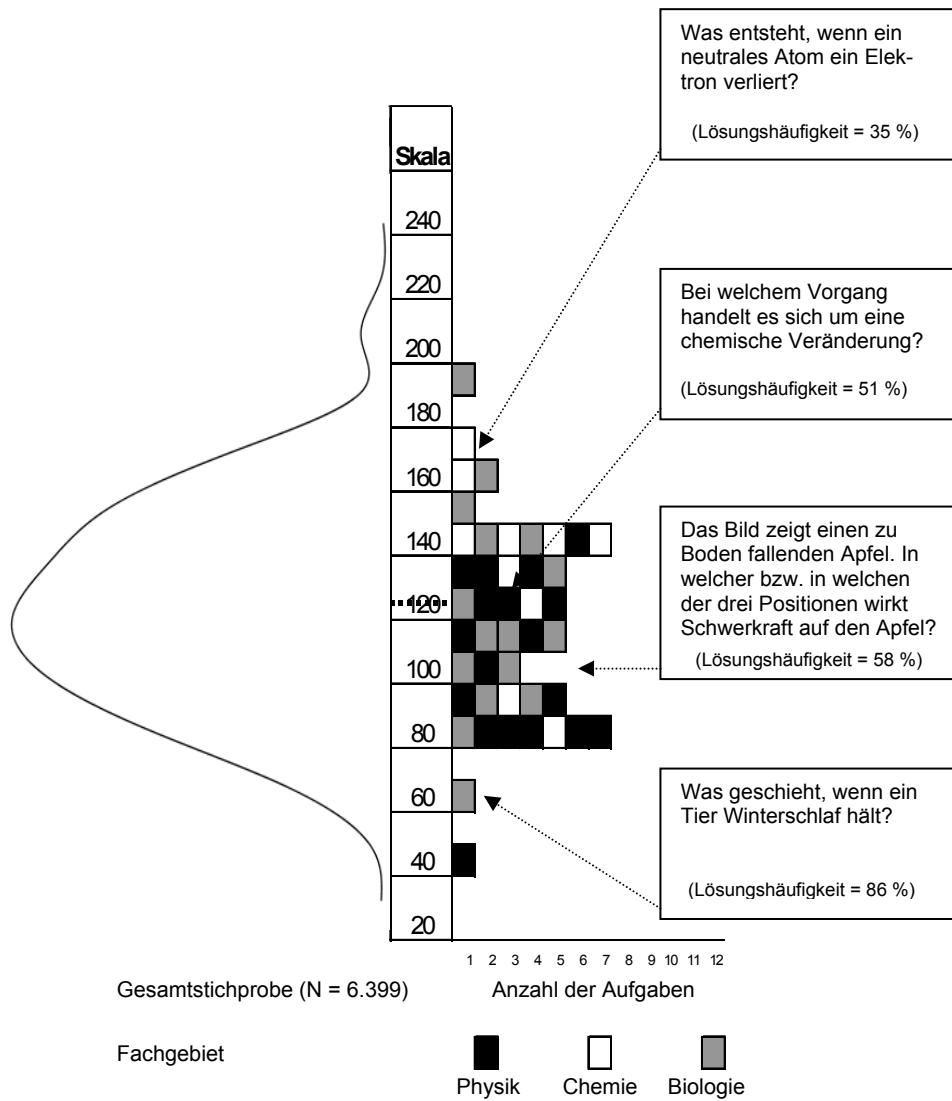 Was entsteht, wenn ein
neutrales Atom ein Elek-
tron verliert?
(Lösungshäufigkeit = 35 %)
Skala
240
220
200
180
160
140
120
100
80
60
40
20
Bei welchem Vorgang
handelt es sich um eine
chemische Veränderung?
(Lösungshäufigkeit = 51 %)
Das Bild zeigt einen zu
Boden fallenden Apfel. In
welcher bzw. in welchen
der drei Positionen wirkt
Schwerkraft auf den Apfel?
(Lösungshäufigkeit = 58 %)
Was geschieht, wenn ein
Tier Winterschlaf hält?
(Lösungshäufigkeit = 86 %)
1 2 3 4 5 6 7 8 9 10 11 12
Gesamtstichprobe (N = 6.399) Anzahl der Aufgaben
Fachgebiet
Physik Chemie Biologie